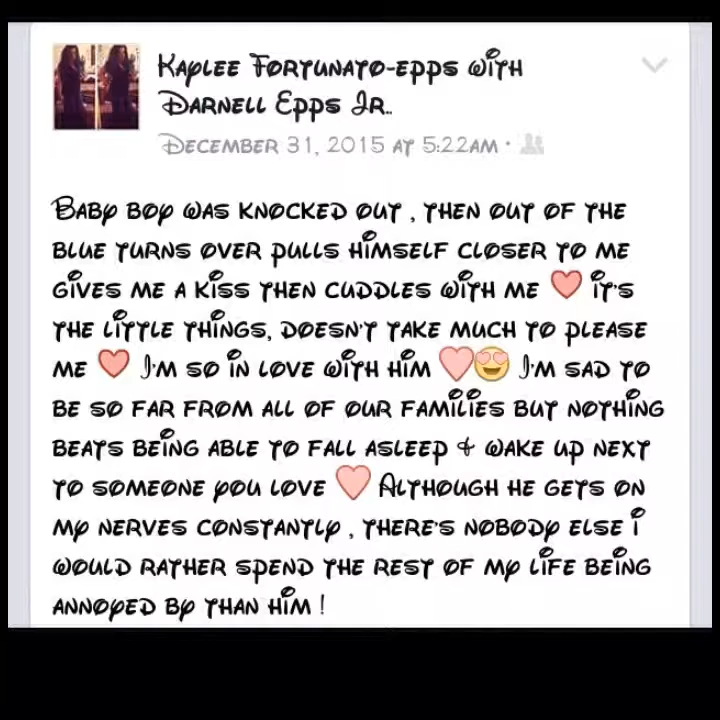 Kaylee Fortunato-epps with
Darnell Epps Jr.
December 31, 2015 at 5:22am ·
Baby boy was knocked out , then out of the
blue turns over pulls himself closer to me
gives me a kiss then cuddles with me ❤ it's
the little things, doesn't take much to please
me ❤ I'm so in love with him ❤😍 I'm sad to
be so far from all of our families but nothing
beats being able to fall asleep & wake up next
to someone you love ❤ Although he gets on
my nerves constantly , there's nobody else i
would rather spend the rest of my life being
annoyed by than him !